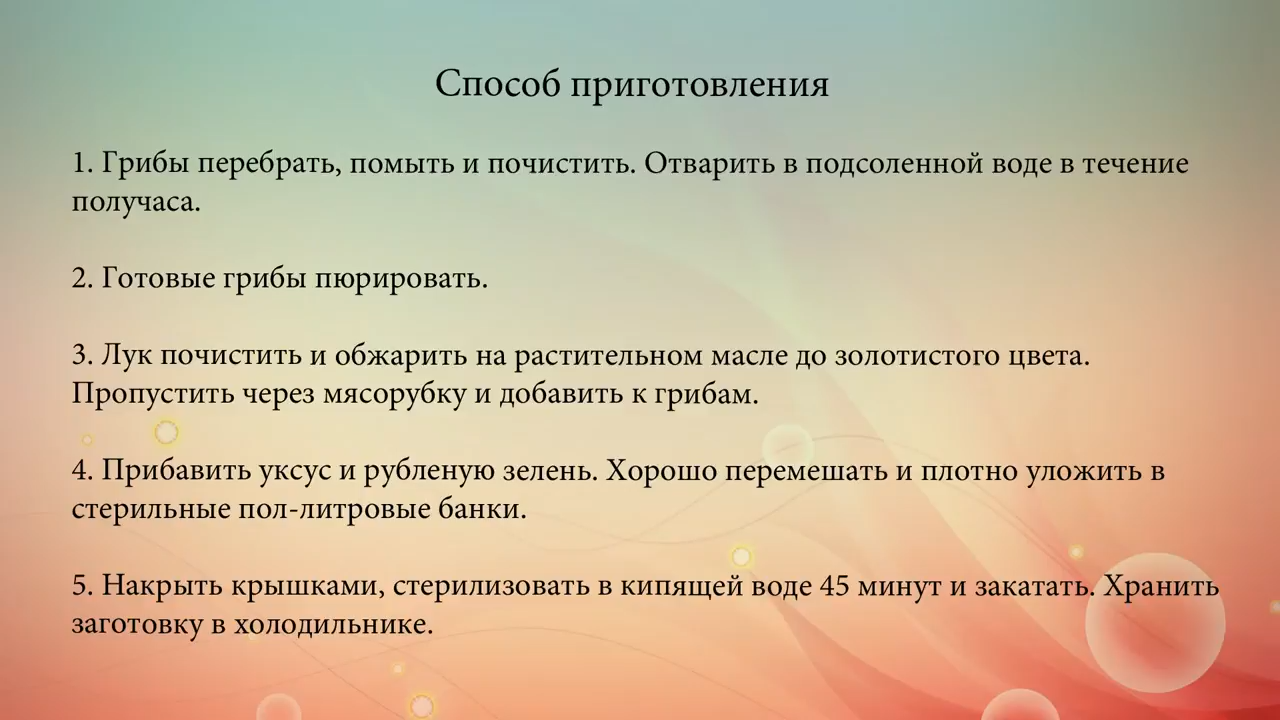 Способ приготовления
1. Грибы перебрать, помыть и почистить. Отварить в подсоленной воде в течение
получаса.
2. Готовые грибы пюрировать.
3. Лук почистить и обжарить на растительном масле до золотистого цвета.
Пропустить через мясорубку и добавить к грибам.
4. Прибавить уксус и рубленую зелень. Хорошо перемешать и плотно уложить в
стерильные пол-литровые банки.
5. Накрыть крышками, стерилизовать в кипящей воде 45 минут и закатать. Хранить
заготовку в холодильнике.